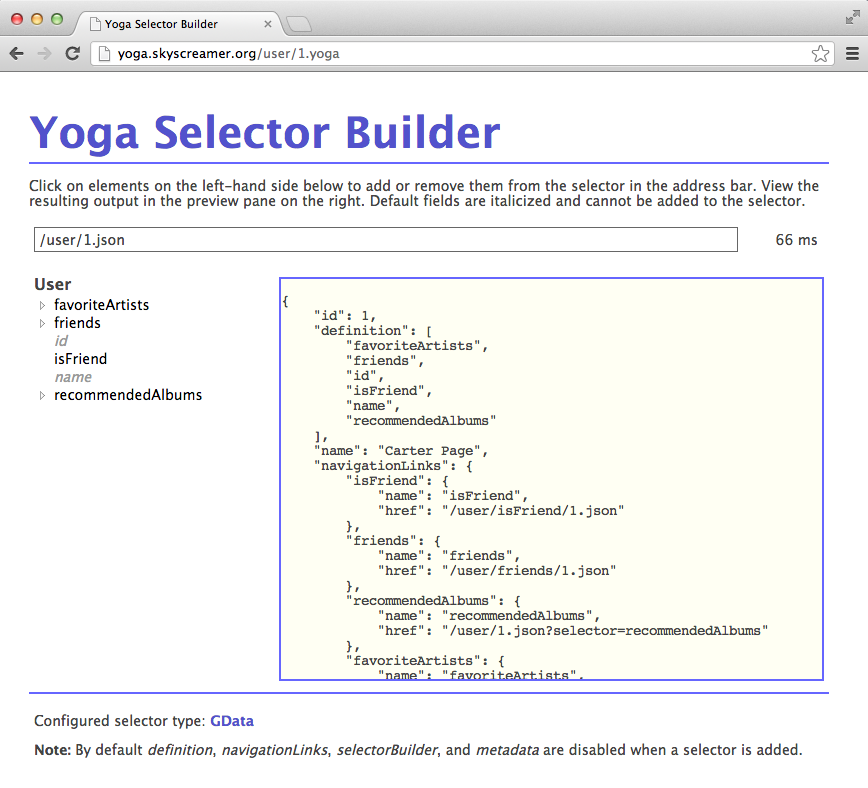 Yoga Selector Builder
yoga.skyscreamer.org/user/1.yoga
Yoga Selector Builder
Click on elements on the left-hand side below to add or remove them from the selector in the address bar. View the
resulting output in the preview pane on the right. Default fields are italicized and cannot be added to the selector.
/user/1.json
66 ms
User
favoriteArtists
friends
id
isFriend
name
recommendedAlbums
{
    "id": 1,
    "definition": [
        "favoriteArtists",
        "friends",
        "id",
        "isFriend",
        "name",
        "recommendedAlbums"
    ],
    "name": "Carter Page",
    "navigationLinks": {
        "isFriend": {
            "name": "isFriend",
            "href": "/user/isFriend/1.json"
        },
        "friends": {
            "name": "friends",
            "href": "/user/friends/1.json"
        },
        "recommendedAlbums": {
            "name": "recommendedAlbums",
            "href": "/user/1.json?selector=recommendedAlbums"
        },
        "favoriteArtists": {
            "name": "favoriteArtists",
Configured selector type: GData
Note: By default definition, navigationLinks, selectorBuilder, and metadata are disabled when a selector is added.